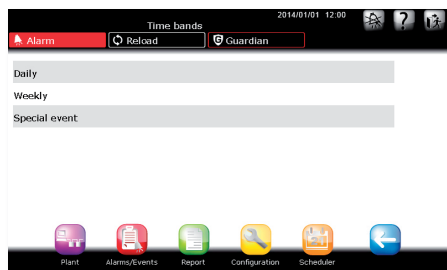 2014/01/01 12:00
Time bands
?
Alarm Reload G Guardian
Daily
Weekly
Special event
Plant Alarms/Events Report Configuration Scheduler